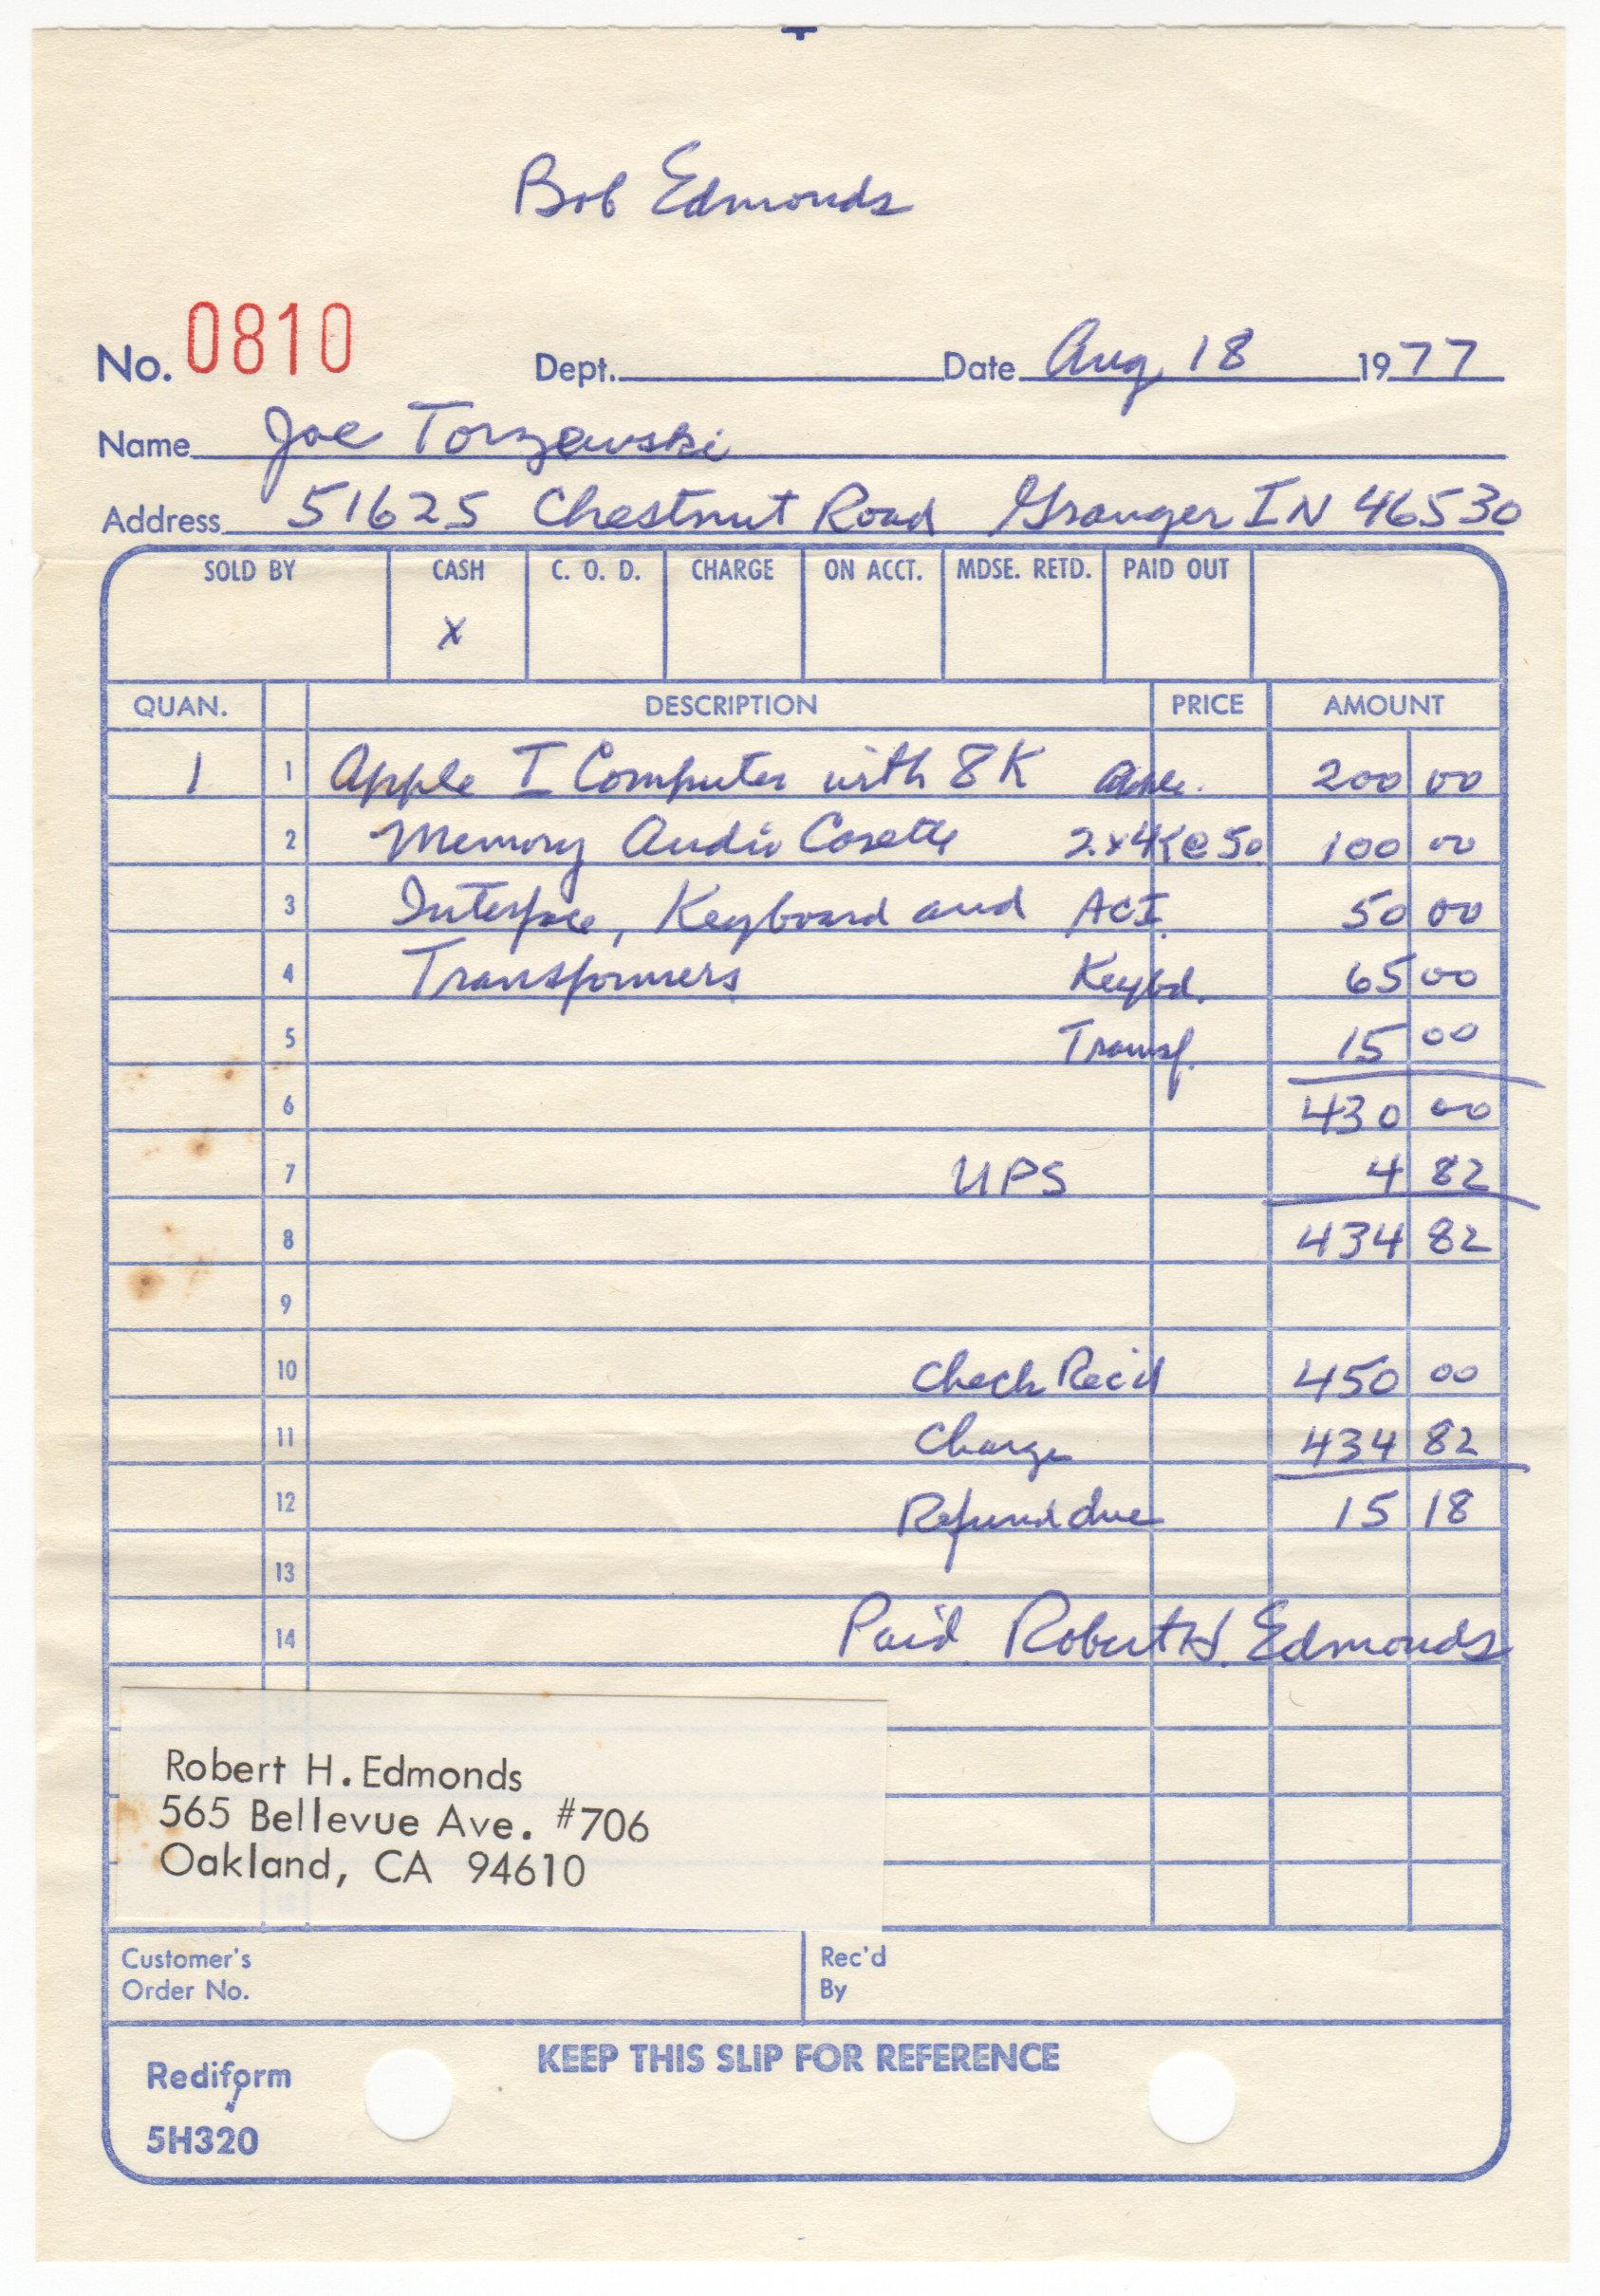 Bob Edmonds
No. 0810 Dept. Date Aug 18 1977
Name Joe Torzewski
Address 51625 Chestnut Road Granger IN 46530
SOLD BY CASH C. O. D. CHARGE ON ACCT. MDSE. RETD. PAID OUT
x
QUAN. DESCRIPTION PRICE AMOUNT
1 1 Apple I Computer with 8K 200 00
2 Memory Audio Casette 2x4K@50 100 00
3 Interface, Keyboard and ACI. 50 00
4 Transformers Keybd. 65 00
5 Transf. 15 00
6 430 00
7 UPS 4 82
8 434 82
9
10 Check Rec'd 450 00
11 Charge 434 82
12 Refund due 15 18
13
14 Paid. Robert H. Edmonds
Robert H. Edmonds
565 Bellevue Ave. #706
Oakland, CA 94610
Customer's Order No. Rec'd By
KEEP THIS SLIP FOR REFERENCE
Rediform
5H320